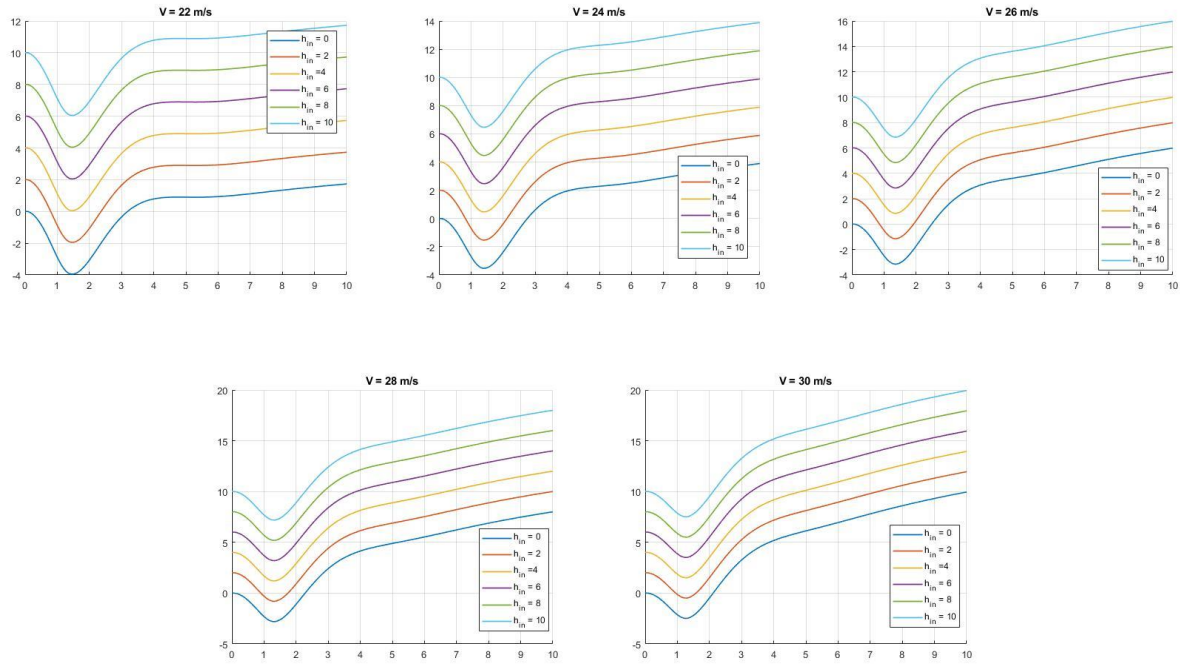 V = 22 m/s
12
10
8
6
4
2
0
-2
-4
0 1 2 3 4 5 6 7 8 9 10
h_in = 0
h_in = 2
h_in =4
h_in = 6
h_in = 8
h_in = 10
V = 24 m/s
14
12
10
8
6
4
2
0
-2
-4
0 1 2 3 4 5 6 7 8 9 10
h_in = 0
h_in = 2
h_in =4
h_in = 6
h_in = 8
h_in = 10
V = 26 m/s
16
14
12
10
8
6
4
2
0
-2
-4
0 1 2 3 4 5 6 7 8 9 10
h_in = 0
h_in = 2
h_in =4
h_in = 6
h_in = 8
h_in = 10
V = 28 m/s
20
15
10
5
0
-5
0 1 2 3 4 5 6 7 8 9 10
h_in = 0
h_in = 2
h_in =4
h_in = 6
h_in = 8
h_in = 10
V = 30 m/s
20
15
10
5
0
-5
0 1 2 3 4 5 6 7 8 9 10
h_in = 0
h_in = 2
h_in =4
h_in = 6
h_in = 8
h_in = 10